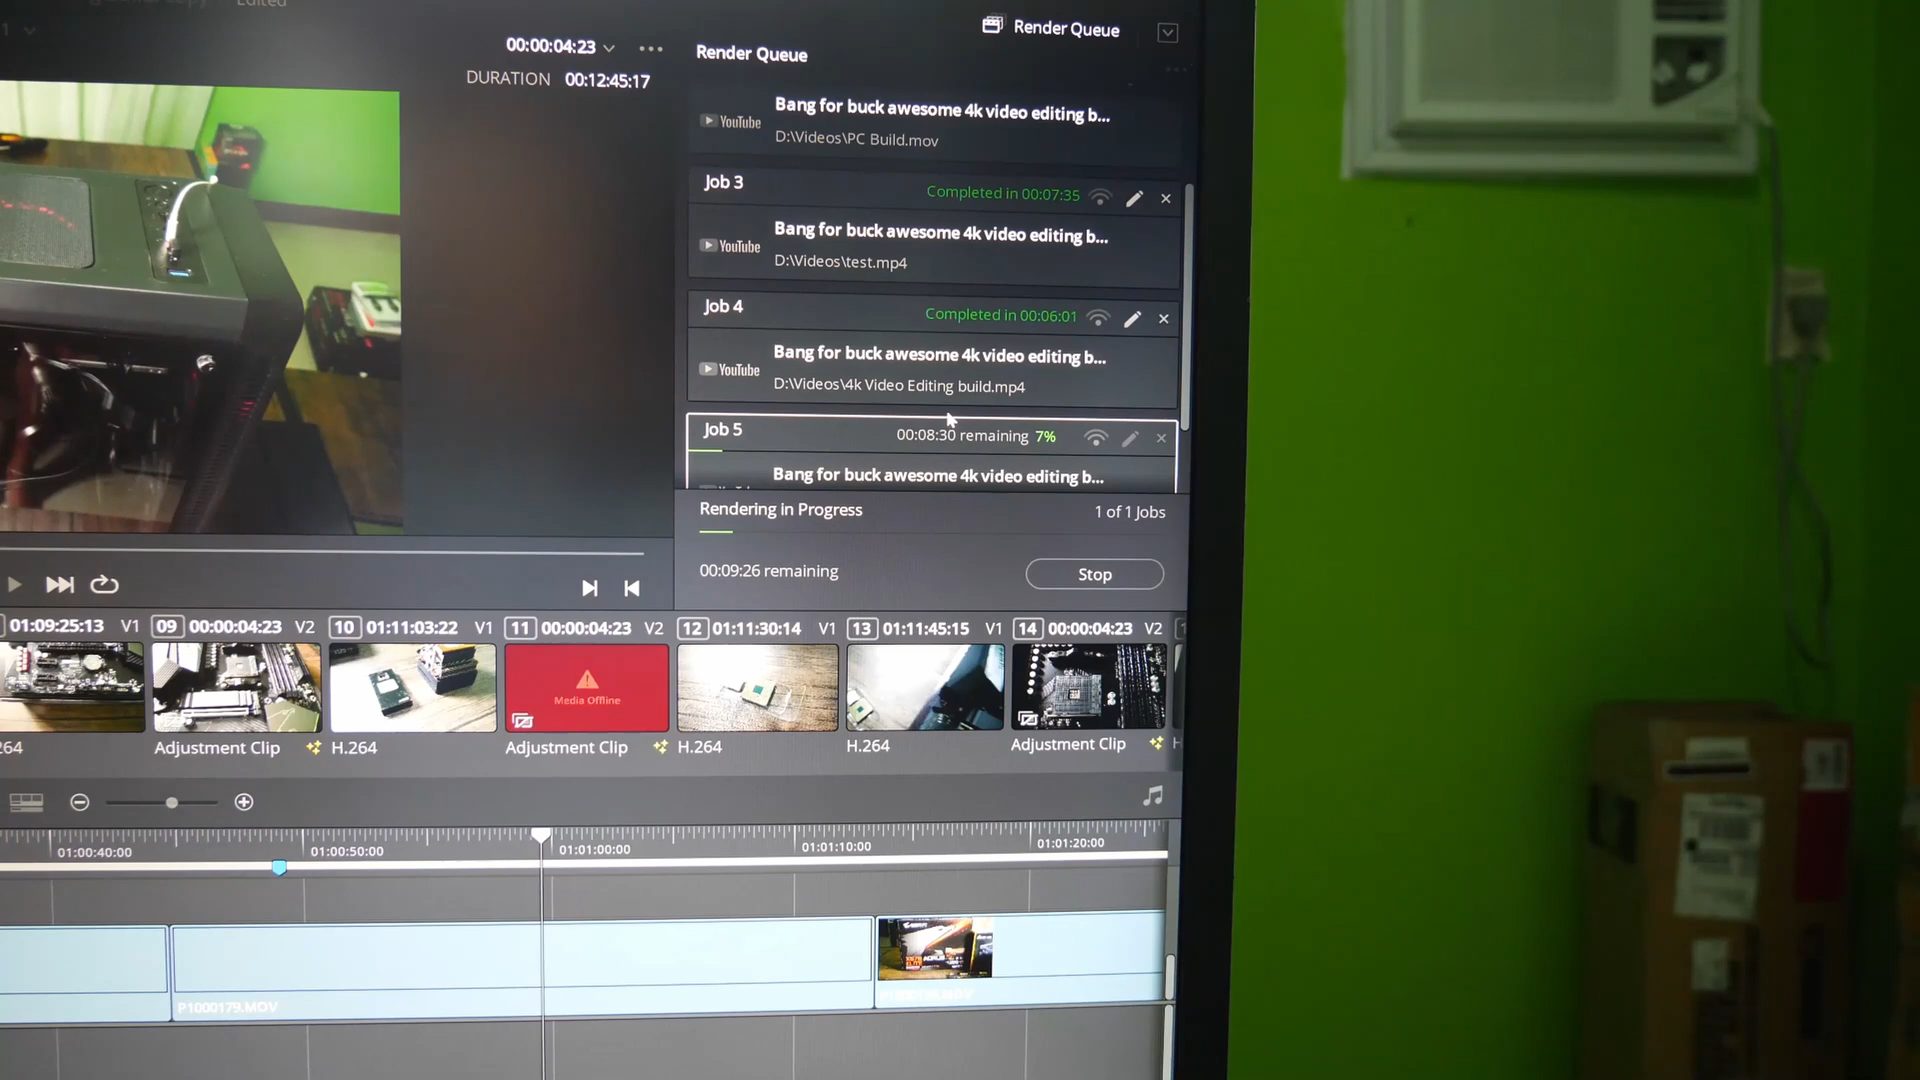 Edited
1
00:00:04:23
DURATION 00:12:45:17
Render Queue
Render Queue
Bang for buck awesome 4k video editing b...
YouTube
D:\Videos\PC Build.mov
Job 3
Completed in 00:07:35
Bang for buck awesome 4k video editing b...
YouTube
D:\Videos\test.mp4
Job 4
Completed in 00:06:01
Bang for buck awesome 4k video editing b...
YouTube
D:\Videos\4k Video Editing build.mp4
Job 5
00:08:30 remaining 7%
Bang for buck awesome 4k video editing b...
Rendering in Progress
1 of 1 Jobs
00:09:26 remaining
Stop
01:09:25:13 V1
09 00:00:04:23 V2
10 01:11:03:22 V1
11 00:00:04:23 V2
12 01:11:30:14 V1
13 01:11:45:15 V1
14 00:00:04:23 V2
Media Offline
264
Adjustment Clip
H.264
Adjustment Clip
H.264
H.264
Adjustment Clip
01:00:40:00
01:00:50:00
01:01:00:00
01:01:10:00
01:01:20:00
AORUS
P1000179.MOV